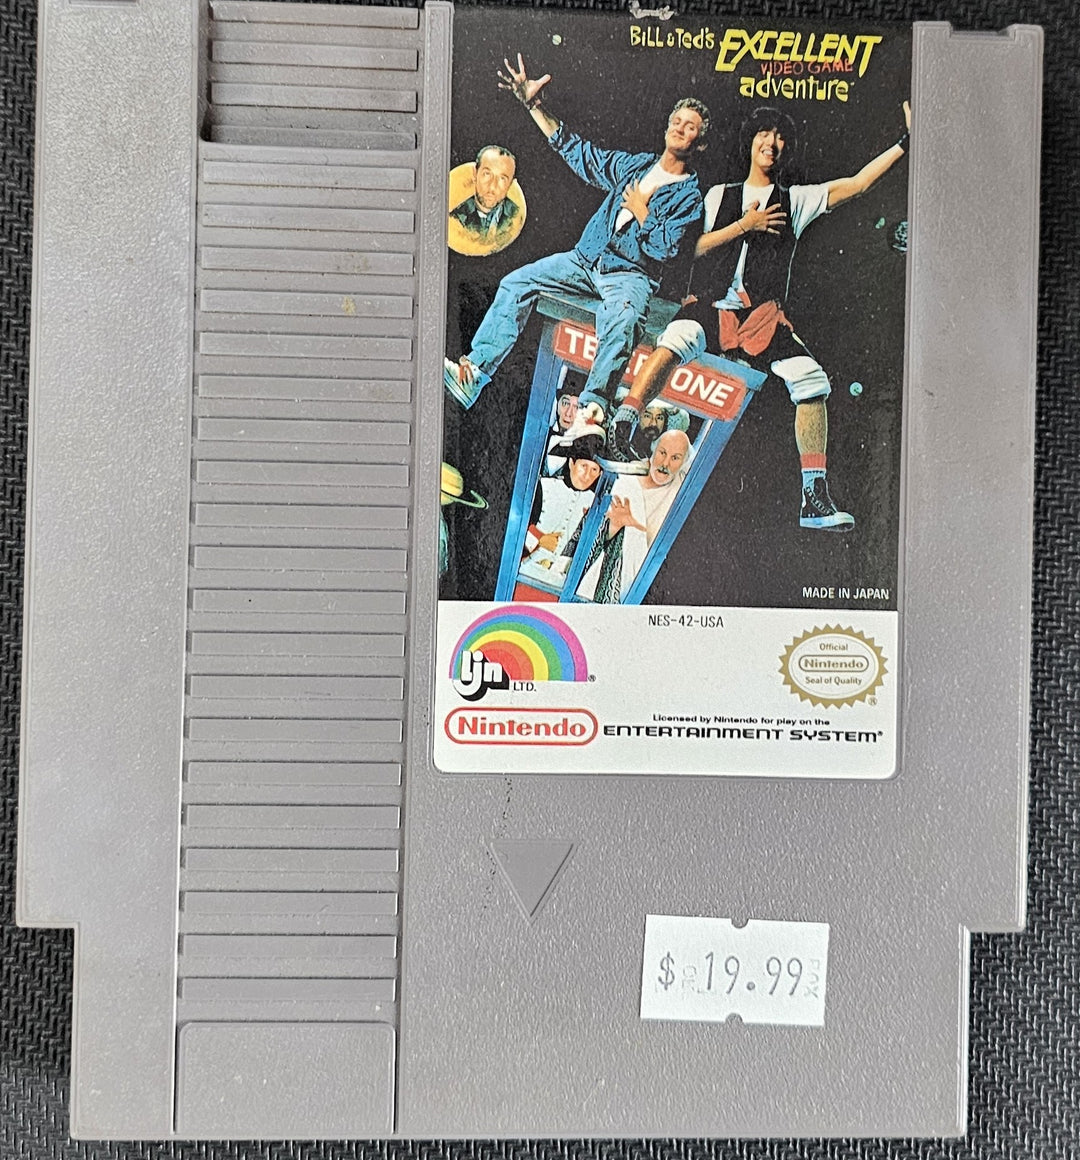 BiLL & Ted's EXCELLENT
VIDEO GAME
adventure™
TELEPHONE
MADE IN JAPAN
NES-42-USA
Official
Nintendo
Seal of Quality
®
ljn LTD. ®
Nintendo
Licensed by Nintendo for play on the
ENTERTAINMENT SYSTEM®
$ 19.99